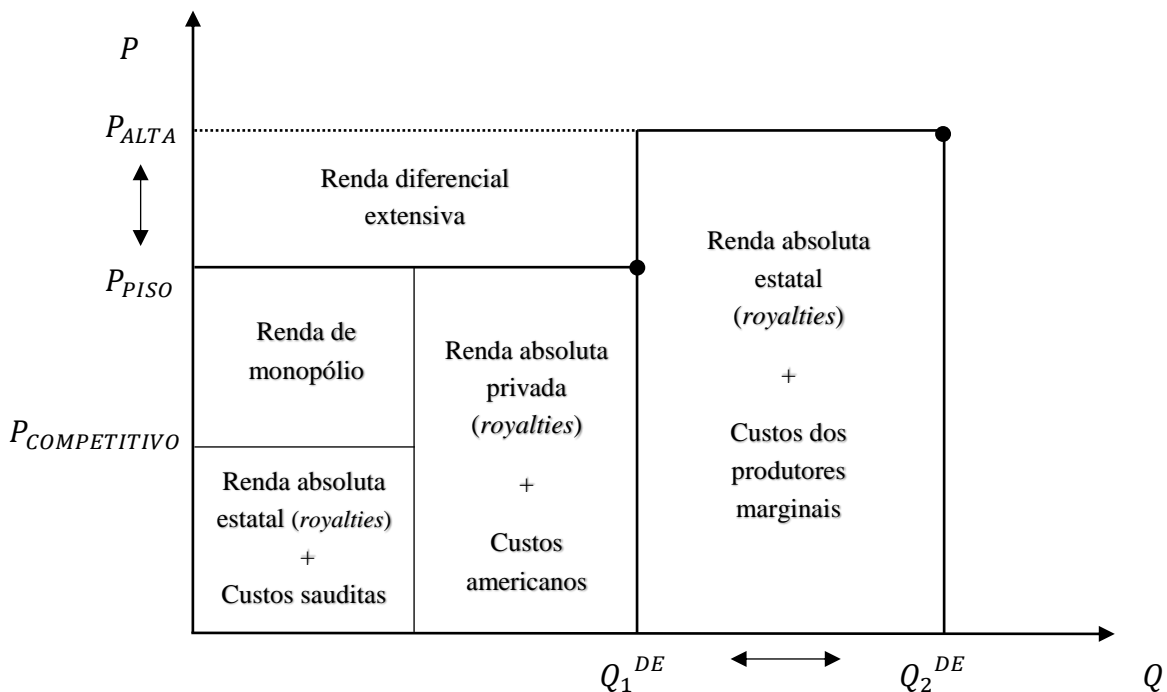 P
P_ALTA
Renda diferencial
extensiva
P_PISO
Renda absoluta
estatal
(royalties)
+
Custos dos
produtores
marginais
Renda de
monopólio
Renda absoluta
privada
(royalties)
+
Custos
americanos
P_COMPETITIVO
Renda absoluta
estatal (royalties)
+
Custos sauditas
Q_1^DE
Q_2^DE
Q